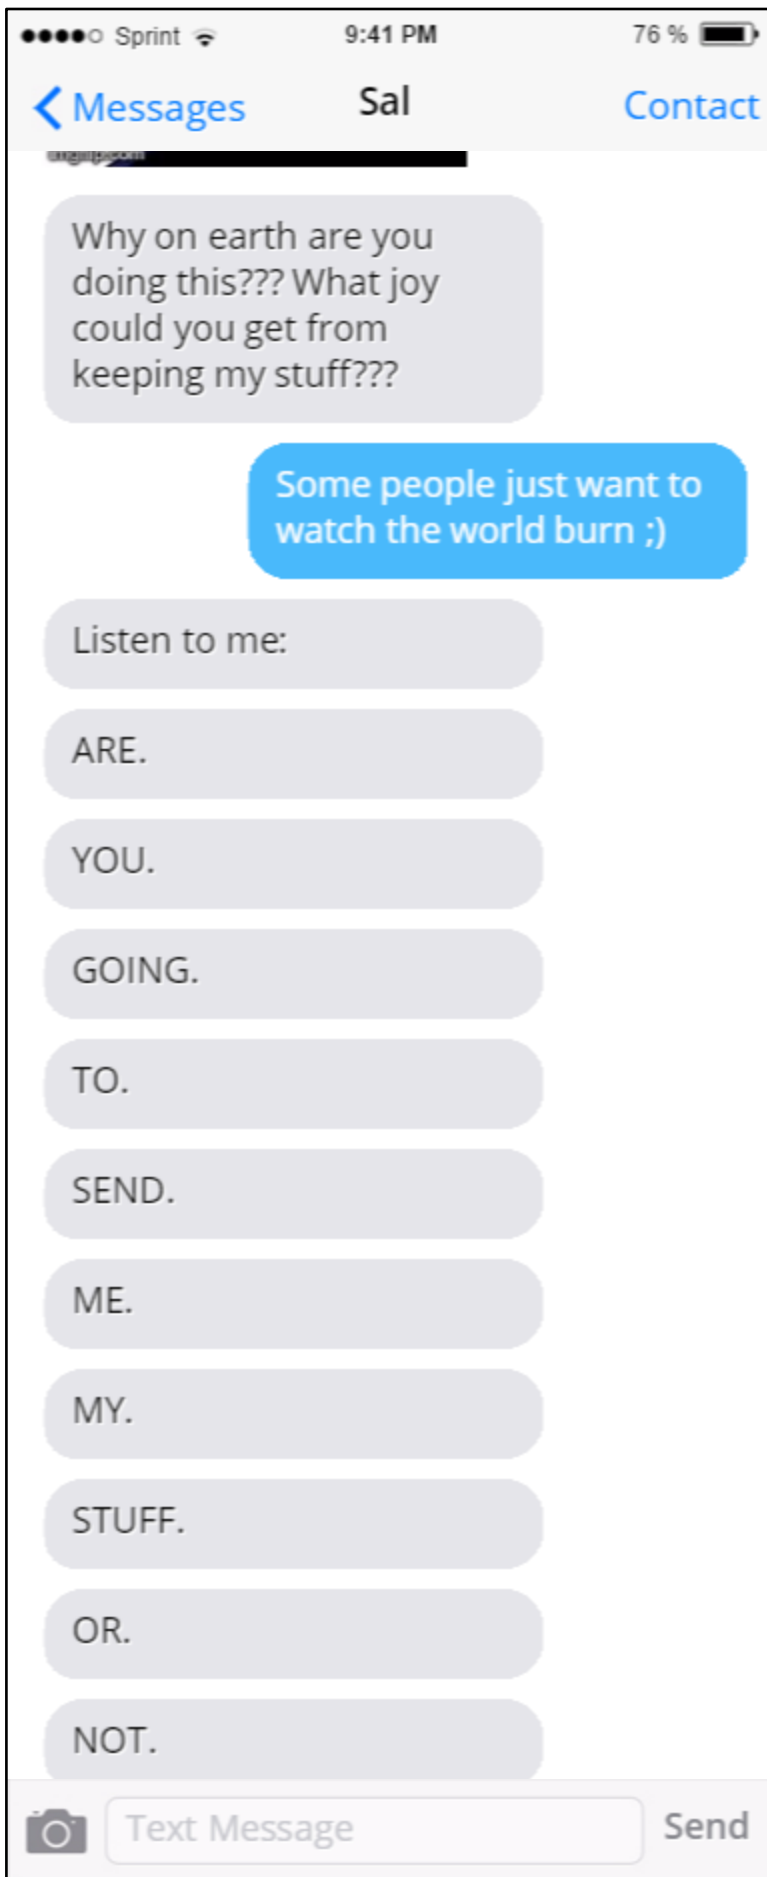 Sprint 9:41 PM 76 %
Messages Sal Contact
imgflip.com
Why on earth are you
doing this??? What joy
could you get from
keeping my stuff???
Some people just want to
watch the world burn ;)
Listen to me:
ARE.
YOU.
GOING.
TO.
SEND.
ME.
MY.
STUFF.
OR.
NOT.
Text Message Send